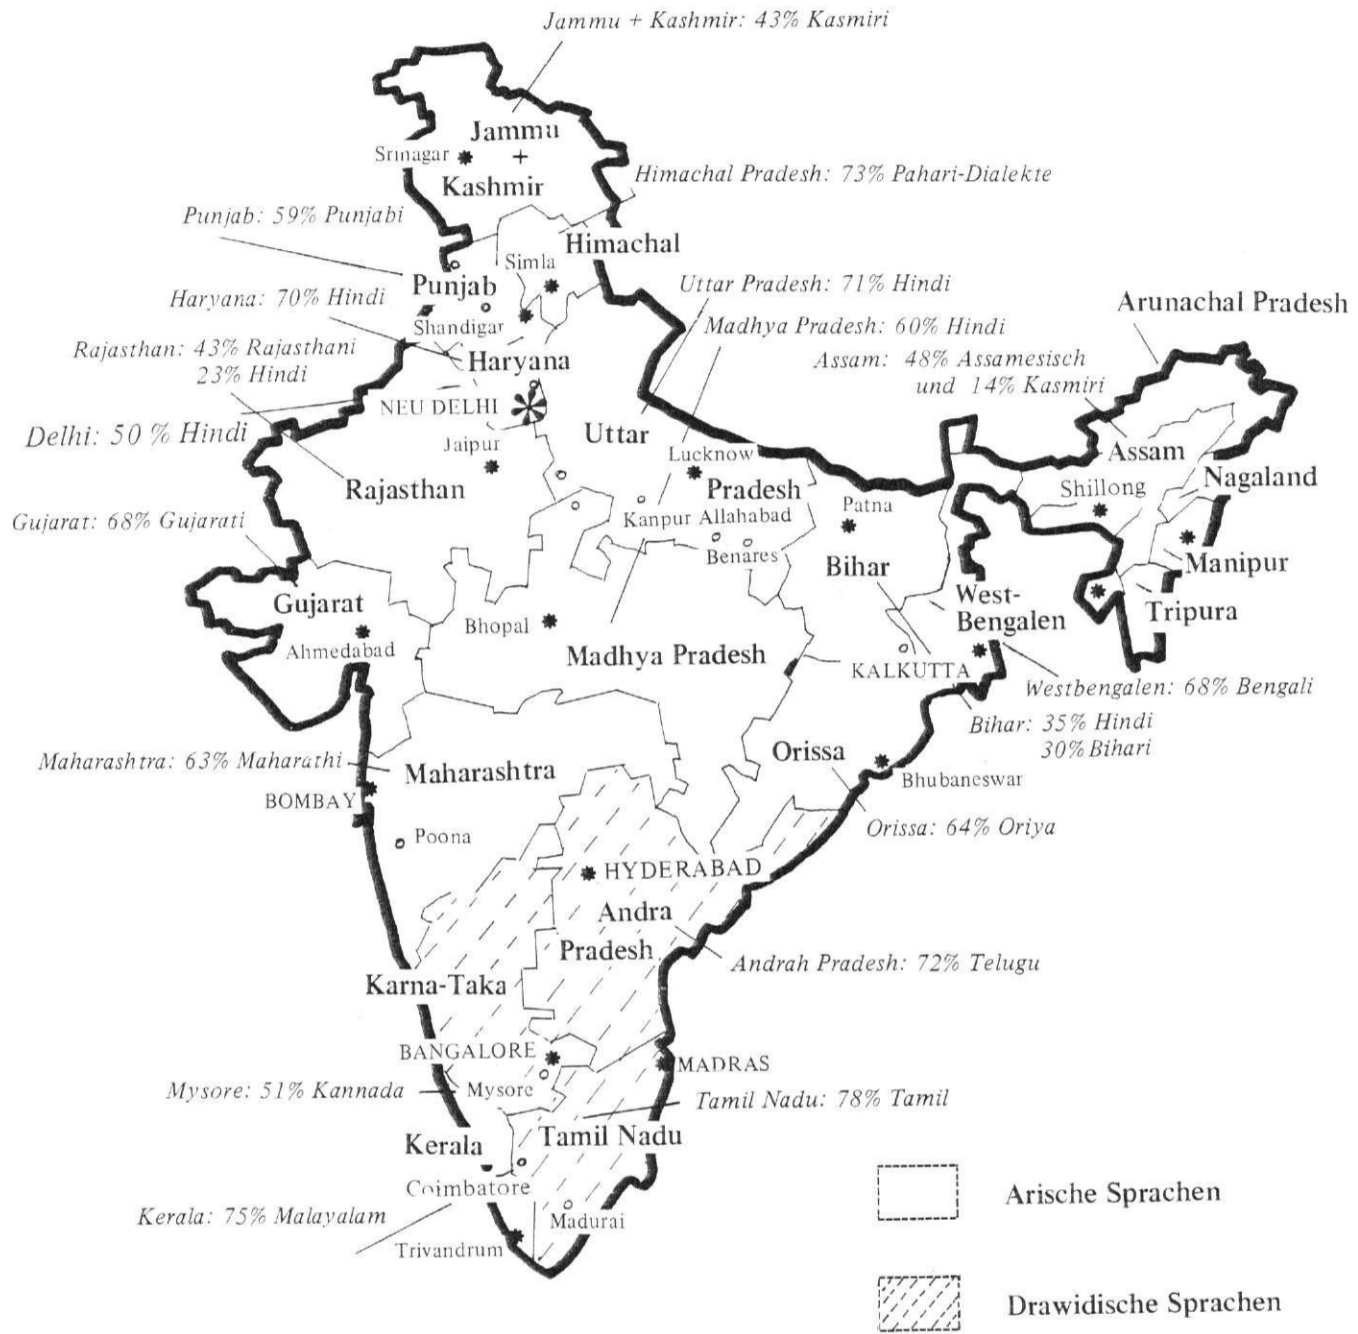 Jammu + Kashmir: 43% Kasmiri
Jammu
+
Kashmir
Srinagar
Himachal Pradesh: 73% Pahari-Dialekte
Punjab: 59% Punjabi
Himachal
Simla
Punjab
Uttar Pradesh: 71% Hindi
Haryana: 70% Hindi
Arunachal Pradesh
Shandigar
Madhya Pradesh: 60% Hindi
Rajasthan: 43% Rajasthani
23% Hindi
Haryana
Assam: 48% Assamesisch
und 14% Kasmiri
NEU DELHI
Delhi: 50 % Hindi
Uttar
Jaipur
Lucknow
Assam
Rajasthan
Pradesh
Nagaland
Shillong
Patna
Gujarat: 68% Gujarati
Kanpur Allahabad
Benares
Bihar
Manipur
Gujarat
West-
Bengalen
Tripura
Bhopal
Ahmedabad
Madhya Pradesh
KALKUTTA
Westbengalen: 68% Bengali
Bihar: 35% Hindi
30% Bihari
Orissa
Maharashtra: 63% Maharathi
Maharashtra
Bhubaneswar
BOMBAY
Orissa: 64% Oriya
Poona
HYDERABAD
Andra
Pradesh
Andrah Pradesh: 72% Telugu
Karna-Taka
BANGALORE
MADRAS
Mysore: 51% Kannada
Mysore
Tamil Nadu: 78% Tamil
Kerala
Tamil Nadu
Coimbatore
Arische Sprachen
Kerala: 75% Malayalam
Madurai
Trivandrum
Drawidische Sprachen